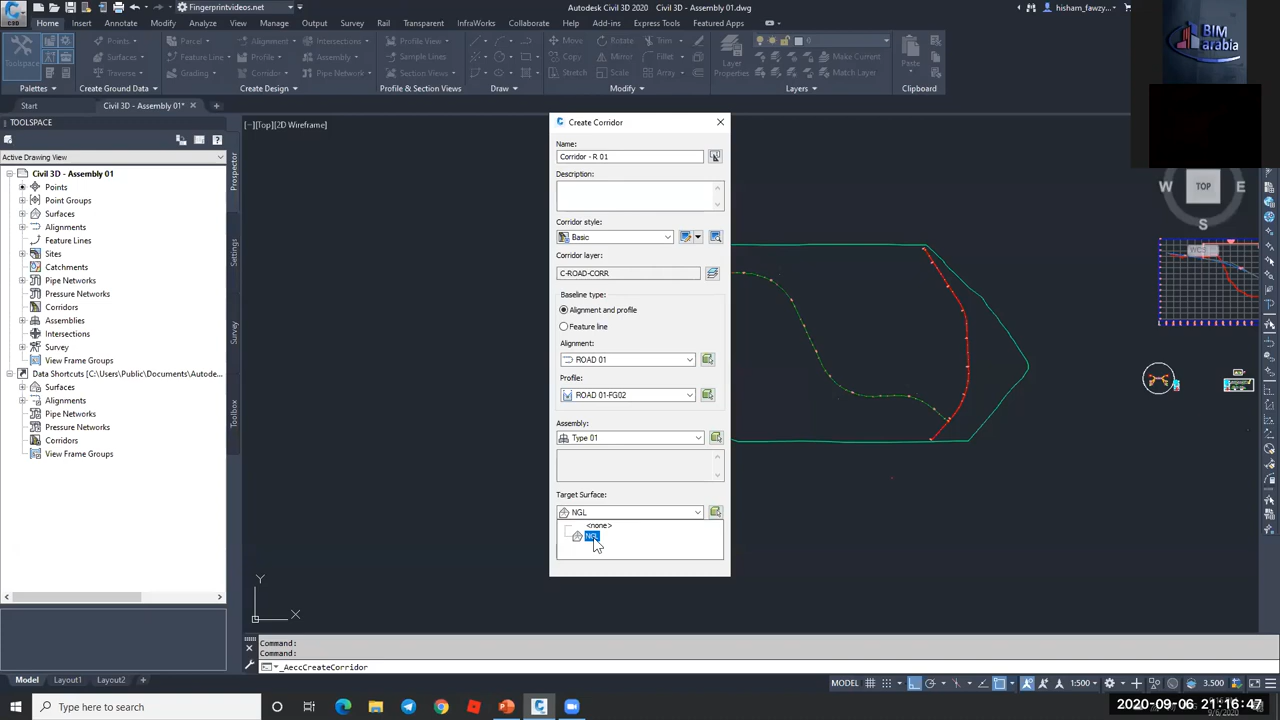 Fingerprintvideos.net
Autodesk Civil 3D 2020 Civil 3D - Assembly 01.dwg
hisham_fawzy
Home Insert Annotate Modify Analyze View Manage Output Survey Rail Transparent InfraWorks Collaborate Help Add-ins Express Tools Featured Apps
Toolspace
Points
Surfaces
Traverse
Parcel
Feature Line
Grading
Alignment
Profile
Corridor
Intersections
Assembly
Pipe Network
Profile View
Sample Lines
Section Views
Move
Copy
Stretch
Rotate
Mirror
Scale
Trim
Fillet
Array
Layer
Properties
0
Make Current
Match Layer
Paste
Palettes Create Ground Data Create Design Profile & Section Views Draw Modify Layers Clipboard
BIM
arabia
Start Civil 3D - Assembly 01*
TOOLSPACE
Active Drawing View
Civil 3D - Assembly 01
Points
Point Groups
Surfaces
Alignments
Feature Lines
Sites
Catchments
Pipe Networks
Pressure Networks
Corridors
Assemblies
Intersections
Survey
View Frame Groups
Data Shortcuts [C:\Users\Public\Documents\Autode...
Surfaces
Alignments
Pipe Networks
Pressure Networks
Corridors
View Frame Groups
Prospector
Settings
Survey
Toolbox
[−][Top][2D Wireframe]
Create Corridor
Name:
Corridor - R 01
Description:
Corridor style:
Basic
Corridor layer:
C-ROAD-CORR
Baseline type:
Alignment and profile
Feature line
Alignment:
ROAD 01
Profile:
ROAD 01-FG02
Assembly:
Type 01
Target Surface:
NGL
<none>
NGL
W TOP E
S
WCS
Y
X
Command:
Command:
_AeccCreateCorridor
Model Layout1 Layout2
MODEL
1:500
3.500
Type here to search
2020-09-06 21:16:47